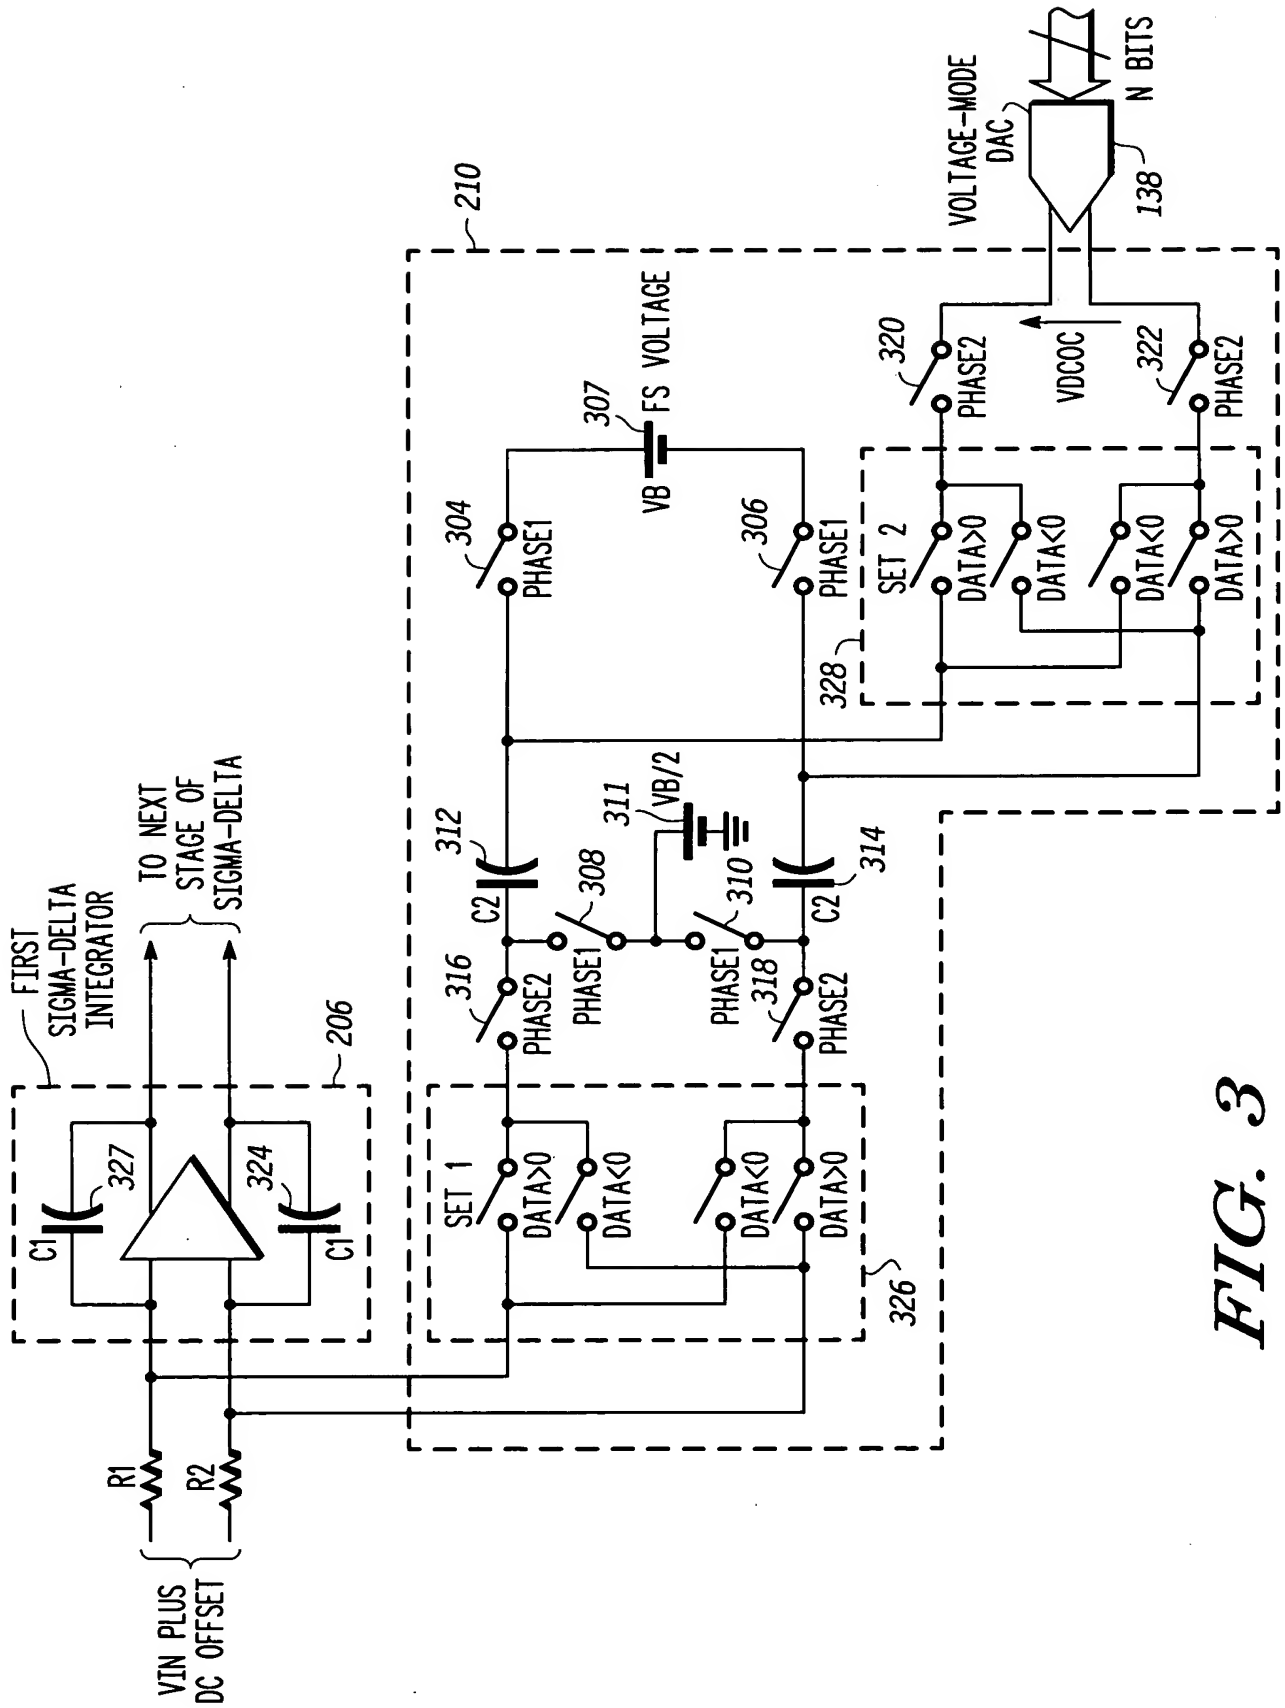 FIRST
SIGMA-DELTA
INTEGRATOR
TO NEXT
STAGE OF
SIGMA-DELTA
206
C1
327
324
C1
R1
R2
VIN PLUS
DC OFFSET
210
SET 1
DATA>0
DATA<0
DATA<0
DATA>0
326
316
PHASE2
C2
312
308
PHASE1
311
VB/2
310
PHASE1
318
PHASE2
C2
314
304
PHASE1
307
VB
FS VOLTAGE
306
PHASE1
328
SET 2
DATA>0
DATA<0
DATA<0
DATA>0
320
PHASE2
VDCOC
322
PHASE2
VOLTAGE-MODE
DAC
138
N BITS
FIG. 3